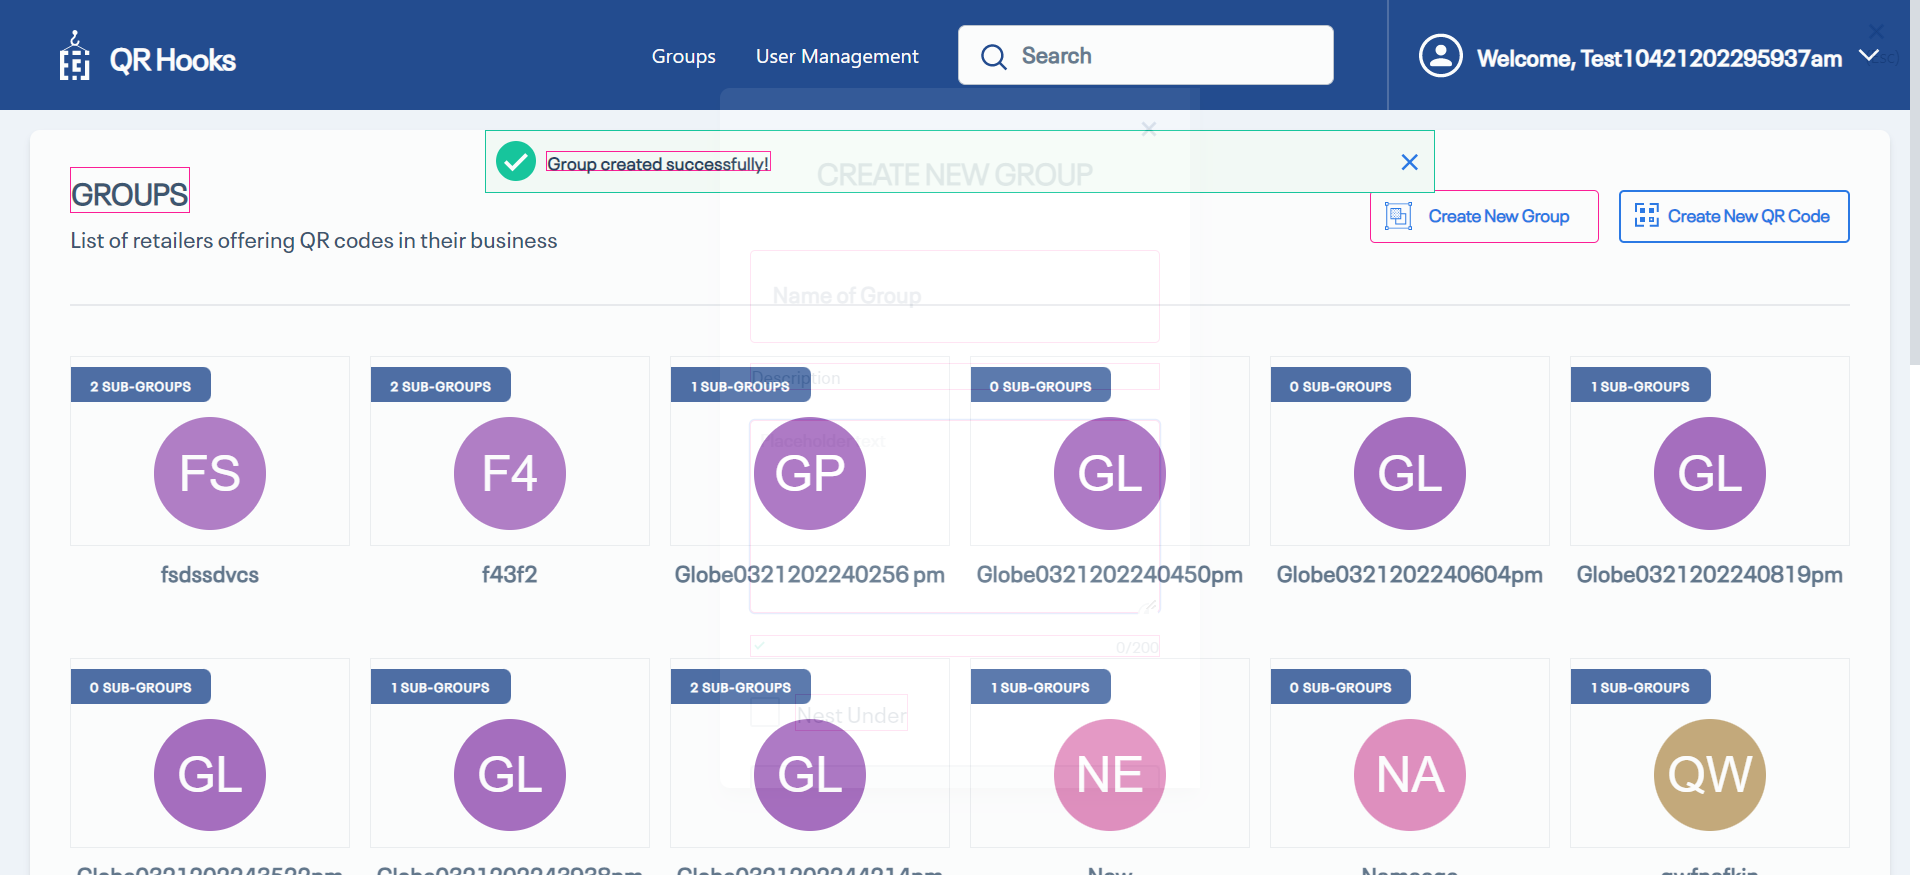 QR Hooks
Groups
User Management
Search
Welcome, Test10421202295937am
Group created successfully!
CREATE NEW GROUP
GROUPS
List of retailers offering QR codes in their business
Create New Group
Create New QR Code
Name of Group
Description
2 SUB-GROUPS
2 SUB-GROUPS
1 SUB-GROUPS
0 SUB-GROUPS
0 SUB-GROUPS
1 SUB-GROUPS
FS
F4
GP
GL
GL
GL
fsdssdvcs
f43f2
Globe0321202240256 pm
Globe0321202240450pm
Globe0321202240604pm
Globe0321202240819pm
0/200
0 SUB-GROUPS
1 SUB-GROUPS
2 SUB-GROUPS
1 SUB-GROUPS
0 SUB-GROUPS
1 SUB-GROUPS
Nest Under
GL
GL
GL
NE
NA
QW